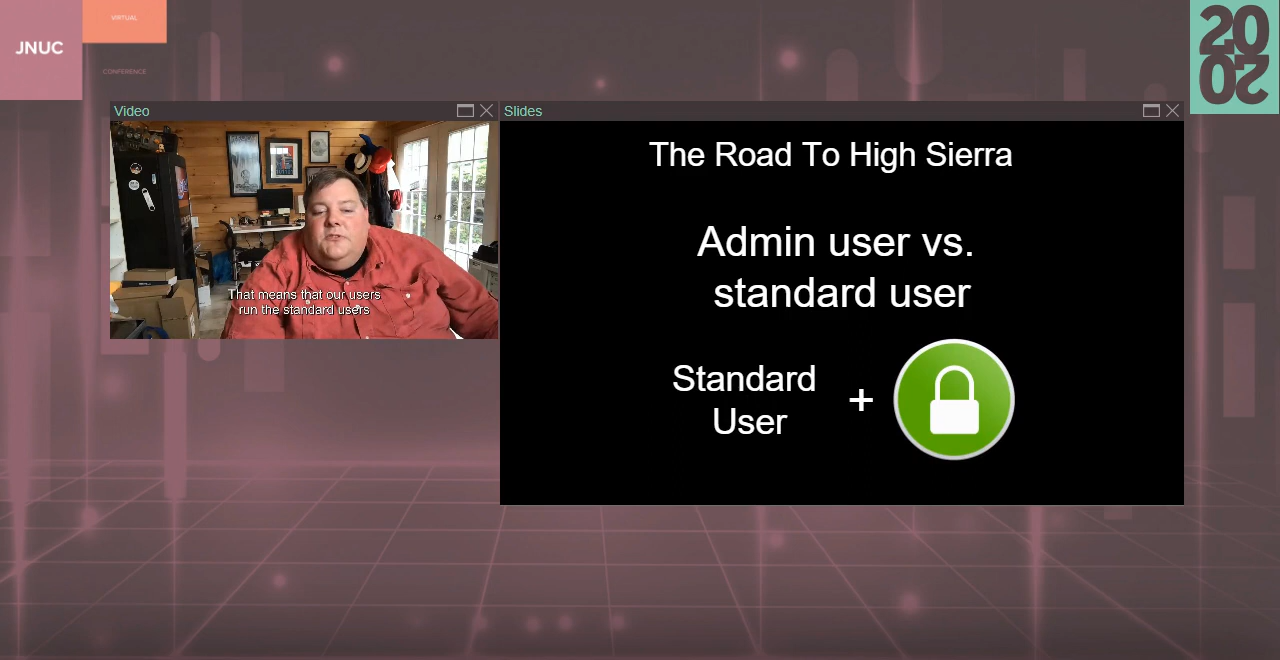 JNUC
VIRTUAL
CONFERENCE
20
20
Video
Slides
That means that our users
run the standard users
The Road To High Sierra
Admin user vs.
standard user
Standard
User
+